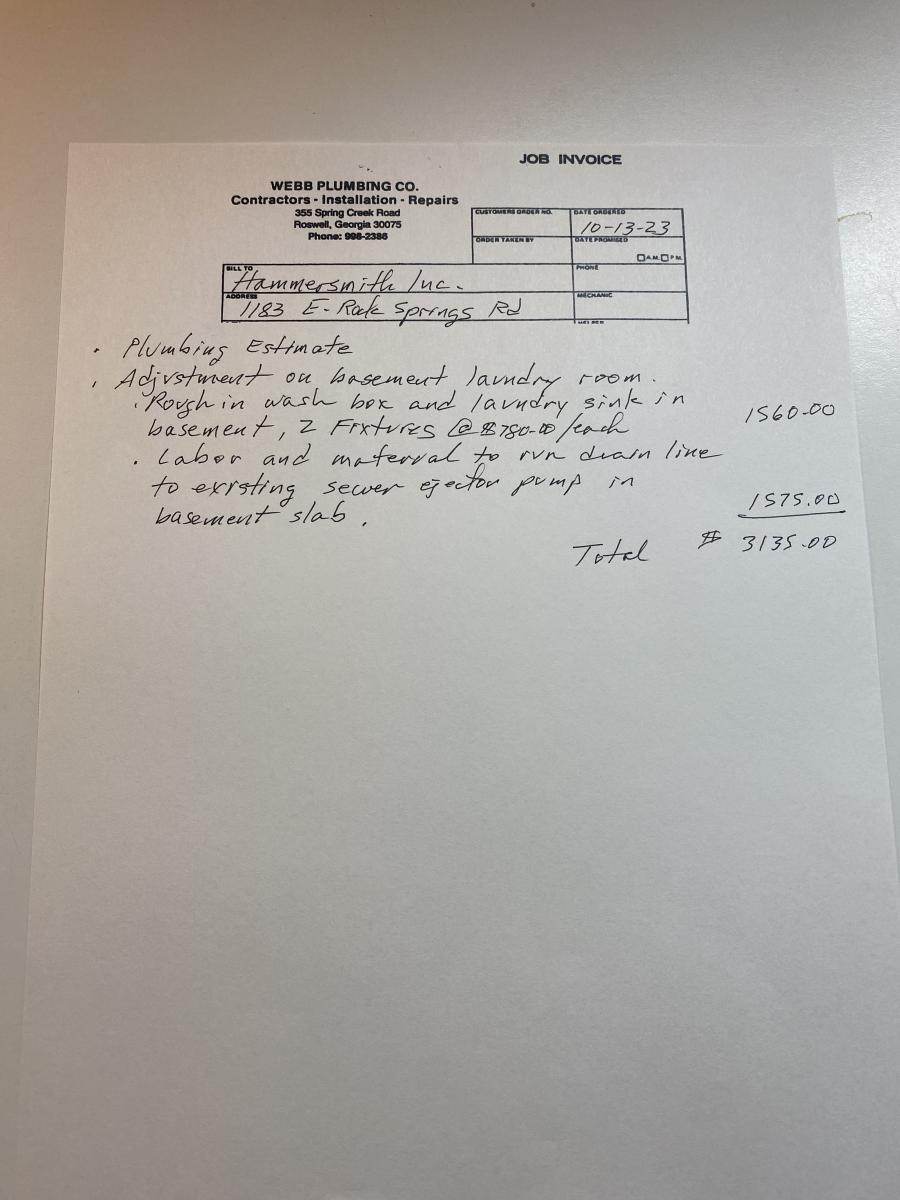 JOB INVOICE
WEBB PLUMBING CO.
Contractors - Installation - Repairs
355 Spring Creek Road
Roswell, Georgia 30075
Phone: 998-2386
CUSTOMERS ORDER NO.
DATE ORDERED
10-13-23
ORDER TAKEN BY
DATE PROMISED
A.M. P.M.
BILL TO
Hammersmith Inc.
PHONE
ADDRESS
1183 E- Rock Springs Rd
MECHANIC
HELPER
· Plumbing Estimate
· Adjustment on basement laundry room.
· Rough in wash box and laundry sink in
basement, 2 Fixtures @ $780-00/each 1560-00
· Labor and material to run drain line
to existing sewer ejector pump in
basement slab. 1575.00
Total $ 3135-00